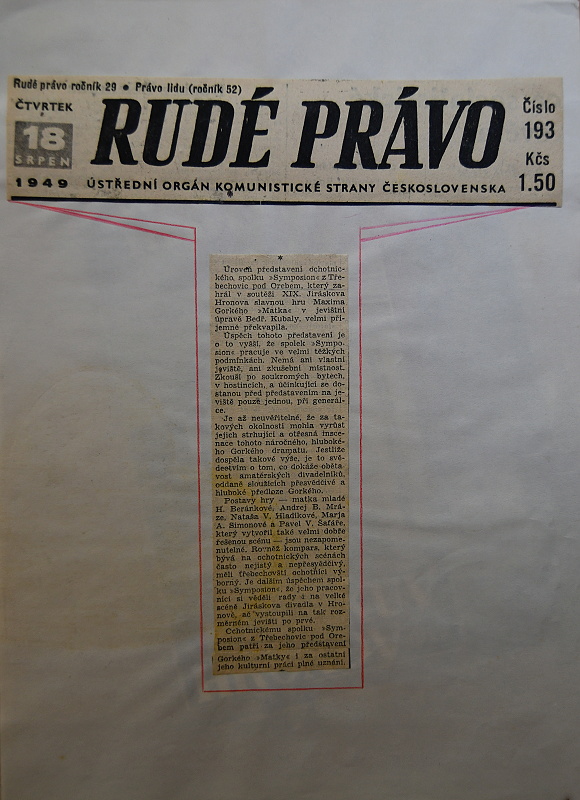 Rudé právo ročník 29 • Právo lidu (ročník 52)
ČTVRTEK
18
SRPEN
1949
RUDÉ PRÁVO
Číslo
193
Kčs
1.50
ÚSTŘEDNÍ ORGÁN KOMUNISTICKÉ STRANY ČESKOSLOVENSKA
*
Úroveň představení ochotnic-
kého spolku »Symposion« z Tře-
bechovic pod Orebem, který za-
hrál v soutěži XIX. Jiráskova
Hronova slavnou hru Maxima
Gorkého »Matka« v jevištní
úpravě Bedř. Kubaly, velmi pří-
jemně překvapila.
Úspěch tohoto představení je
o to vyšší, že spolek »Sympo-
sion« pracuje ve velmi těžkých
podmínkách. Nemá ani vlastní
jeviště, ani zkušební místnost.
Zkouší po soukromých bytech,
v hostincích, a účinkující se do-
stanou před představením na je-
viště pouze jednou, při generál-
ce.
Je až neuvěřitelné, že za ta-
kových okolností mohla vyrůst
jejich strhující a otřesná insce-
nace tohoto náročného, hluboké-
ho Gorkého dramatu. Jestliže
dospěla takové výše, je to svě-
dectvím o tom, co dokáže oběta-
vost amatérských divadelníků,
oddaně sloužících přesvědčivé a
hluboké předloze Gorkého.
Postavy hry — matka mladé
H. Beránkové, Andrej B. Mrá-
ze, Nataša V. Hladíkové, Marja
A. Simonové a Pavel V. Šafáře,
který vytvořil také velmi dobře
řešenou scénu — jsou nezapome-
nutelné. Rovněž kompars, který
bývá na ochotnických scénách
často nejistý a nepřesvědčivý,
měli třebechovští ochotníci vý-
borný. Je dalším úspěchem spol-
ku »Symposion«, že jeho pracov-
níci si věděli rady i na velké
scéně Jiráskova divadla v Hro-
nově, ač vystoupili na tak roz-
měrném jevišti po prvé.
Ochotnickému spolku »Sym-
posion« z Třebechovic pod Ore-
bem patří za jeho představení
Gorkého »Matky« i za ostatní
jeho kulturní práci plné uznání.